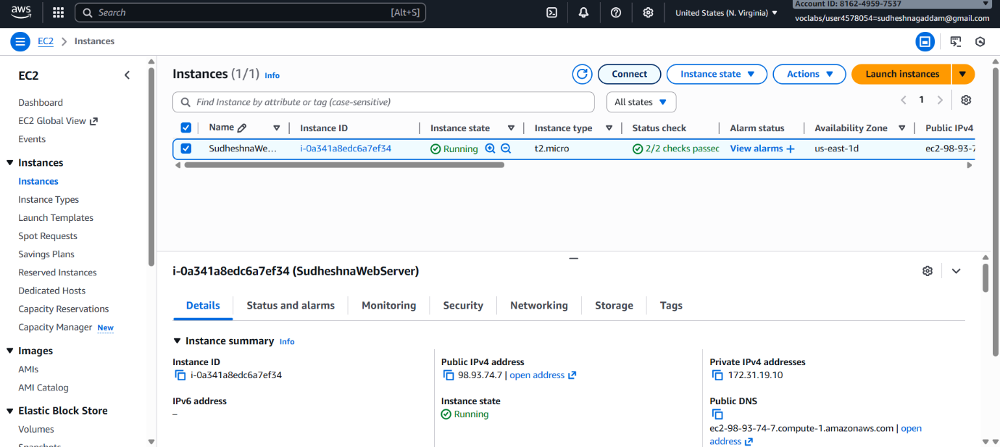 aws
Search [Alt+S]
United States (N. Virginia)
Account ID: 8162-4959-7537
voclabs/user4578054=sudheshnagaddam@gmail.com
EC2 Instances
EC2
Dashboard
EC2 Global View
Events
Instances
Instances
Instance Types
Launch Templates
Spot Requests
Savings Plans
Reserved Instances
Dedicated Hosts
Capacity Reservations
Capacity Manager New
Images
AMIs
AMI Catalog
Elastic Block Store
Volumes
Snapshots
Instances (1/1) Info
Connect
Instance state
Actions
Launch instances
Find Instance by attribute or tag (case-sensitive)
All states
1
Name Instance ID Instance state Instance type Status check Alarm status Availability Zone Public IPv4
SudheshnaWe... i-0a341a8edc6a7ef34 Running t2.micro 2/2 checks passec View alarms + us-east-1d ec2-98-93-7
i-0a341a8edc6a7ef34 (SudheshnaWebServer)
Details Status and alarms Monitoring Security Networking Storage Tags
Instance summary Info
Instance ID
i-0a341a8edc6a7ef34
IPv6 address
–
Public IPv4 address
98.93.74.7 | open address
Instance state
Running
Private IPv4 addresses
172.31.19.10
Public DNS
ec2-98-93-74-7.compute-1.amazonaws.com | open
address